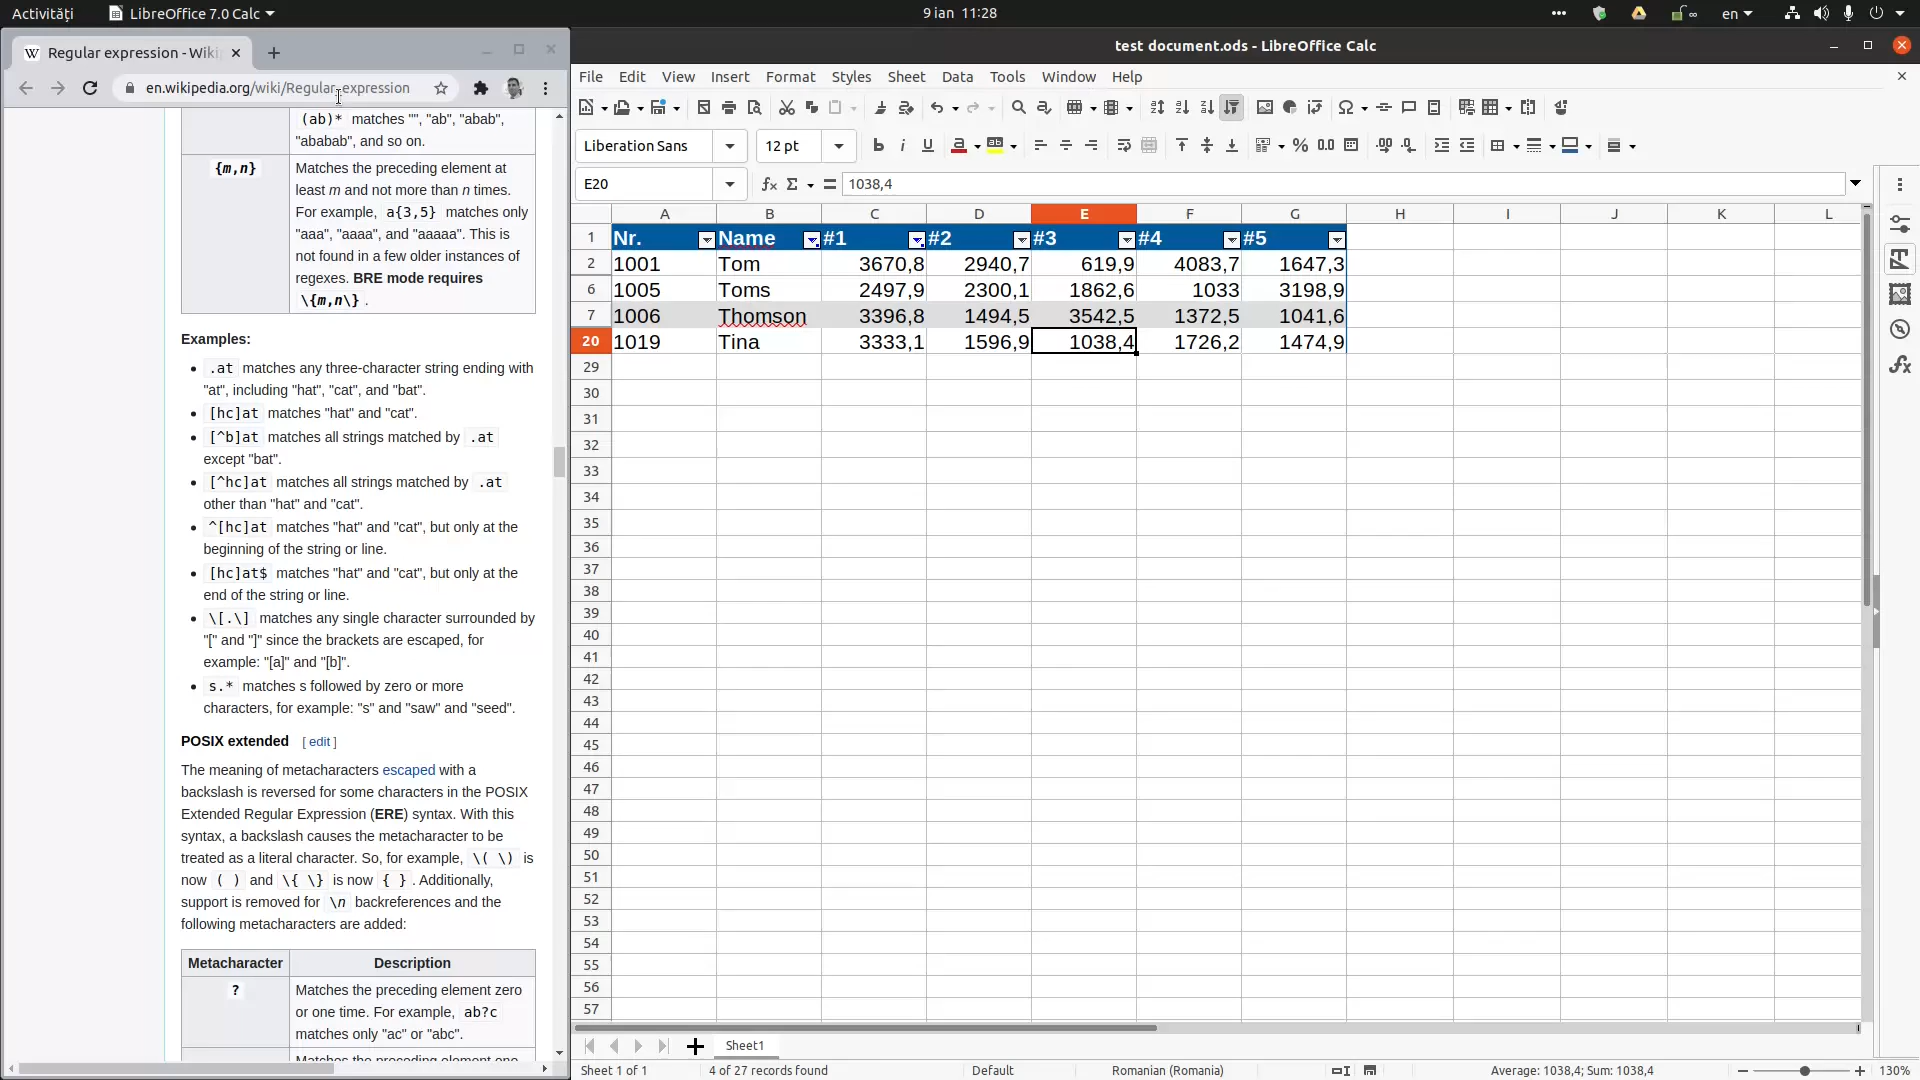 Activități
LibreOffice 7.0 Calc
9 ian 11:28
en
Regular expression - Wiki
en.wikipedia.org/wiki/Regular_expression
(ab)* matches "", "ab", "abab",
"ababab", and so on.
{m,n}
Matches the preceding element at
least m and not more than n times.
For example, a{3,5} matches only
"aaa", "aaaa", and "aaaaa". This is
not found in a few older instances of
regexes. BRE mode requires
\{m,n\} .
Examples:
.at matches any three-character string ending with
"at", including "hat", "cat", and "bat".
[hc]at matches "hat" and "cat".
[^b]at matches all strings matched by .at
except "bat".
[^hc]at matches all strings matched by .at
other than "hat" and "cat".
^[hc]at matches "hat" and "cat", but only at the
beginning of the string or line.
[hc]at$ matches "hat" and "cat", but only at the
end of the string or line.
\[.\] matches any single character surrounded by
"[" and "]" since the brackets are escaped, for
example: "[a]" and "[b]".
s.* matches s followed by zero or more
characters, for example: "s" and "saw" and "seed".
POSIX extended [ edit ]
The meaning of metacharacters escaped with a
backslash is reversed for some characters in the POSIX
Extended Regular Expression (ERE) syntax. With this
syntax, a backslash causes the metacharacter to be
treated as a literal character. So, for example, \( \) is
now ( ) and \{ \} is now { } . Additionally,
support is removed for \n backreferences and the
following metacharacters are added:
Metacharacter Description
?
Matches the preceding element zero
or one time. For example, ab?c
matches only "ac" or "abc".
Matches the preceding element one
test document.ods - LibreOffice Calc
File Edit View Insert Format Styles Sheet Data Tools Window Help
Liberation Sans 12 pt
E20 1038,4
A B C D E F G H I J K L
1 Nr. Name #1 #2 #3 #4 #5
2 1001 Tom 3670,8 2940,7 619,9 4083,7 1647,3
6 1005 Toms 2497,9 2300,1 1862,6 1033 3198,9
7 1006 Thomson 3396,8 1494,5 3542,5 1372,5 1041,6
20 1019 Tina 3333,1 1596,9 1038,4 1726,2 1474,9
29
30
31
32
33
34
35
36
37
38
39
40
41
42
43
44
45
46
47
48
49
50
51
52
53
54
55
56
57
Sheet1
Sheet 1 of 1 4 of 27 records found Default Romanian (Romania) Average: 1038,4; Sum: 1038,4 130%